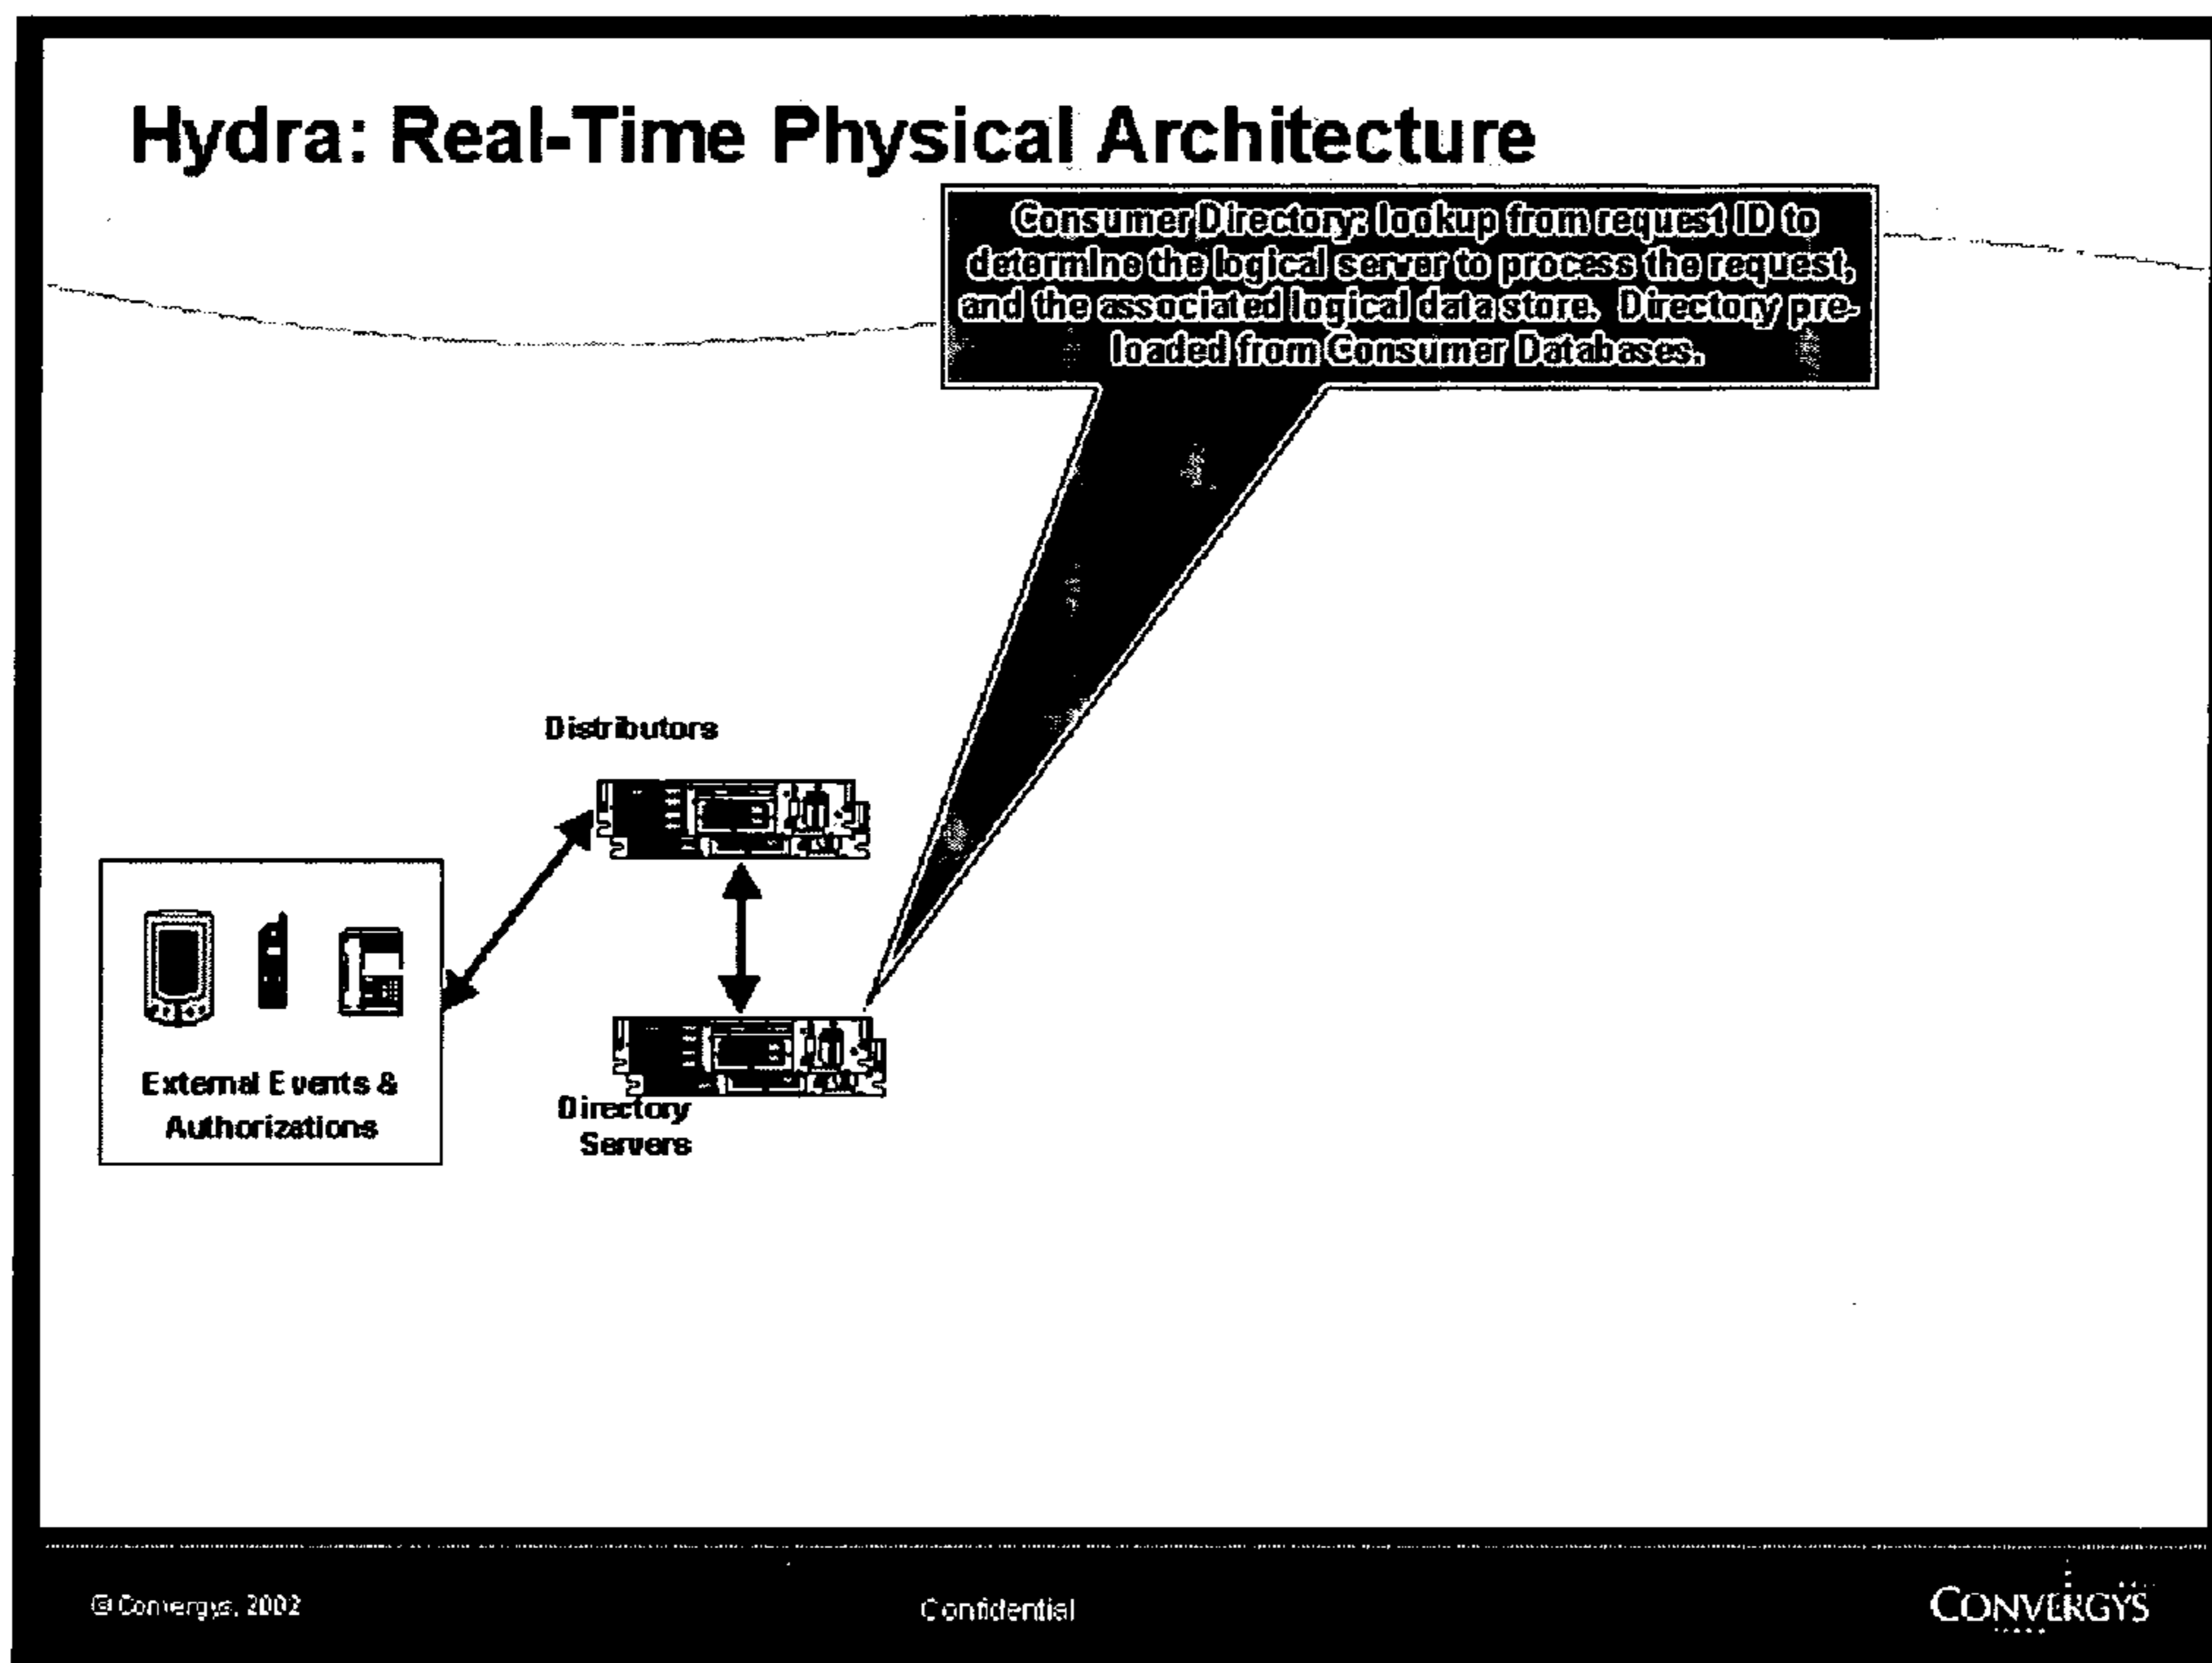 Hydra: Real-Time Physical Architecture
Consumer Directory: lookup from request ID to
determine the logical server to process the request,
and the associated logical data store. Directory pre-
loaded from Consumer Databases.
Distributors
External Events &
Authorizations
Directory
Servers
© Convergys, 2002
Confidential
CONVERGYS